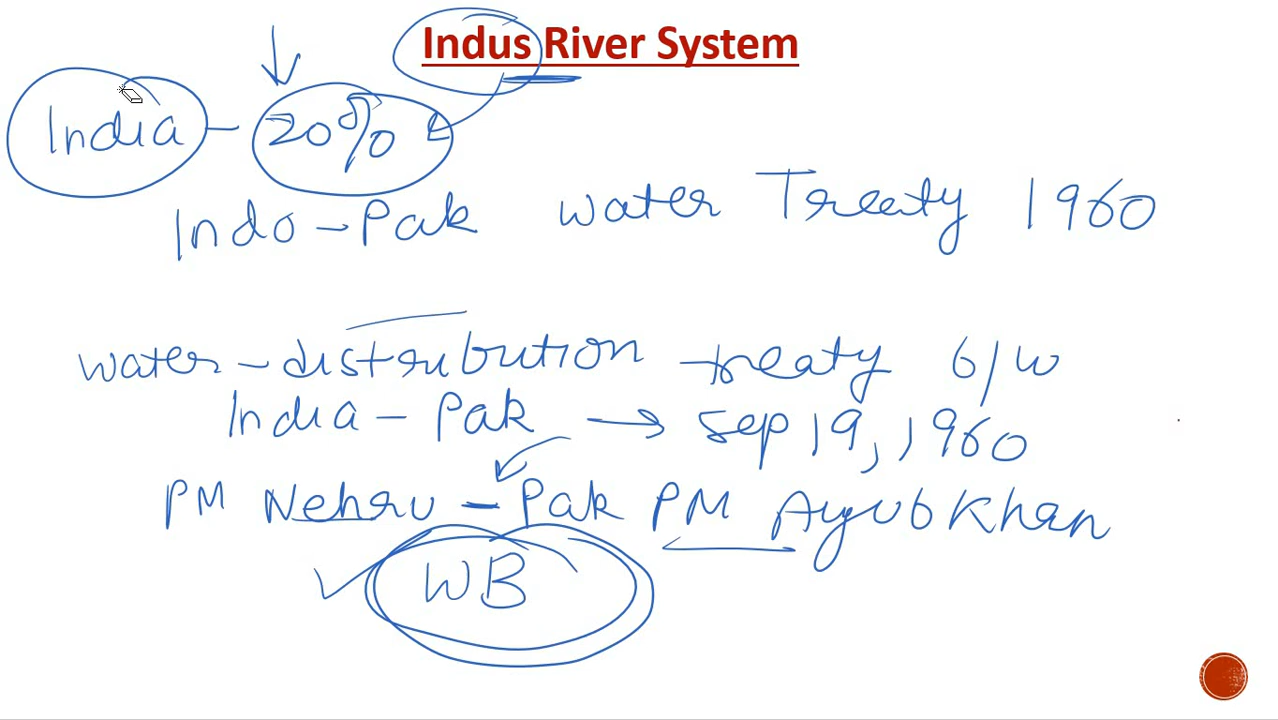 Indus River System
India - 20%
Indo - Pak water Treaty 1960
water - distribution treaty b/w
India - Pak → Sep 19, 1960
PM Nehru - Pak PM Ayub Khan
WB